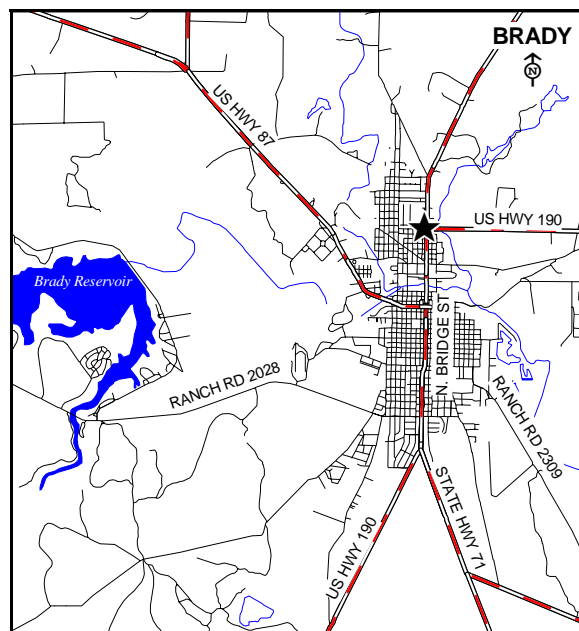 BRADY
N
US HWY 87
US HWY 190
Brady Reservoir
N. BRIDGE ST
RANCH RD 2028
RANCH RD 2309
STATE HWY 71
US HWY 190